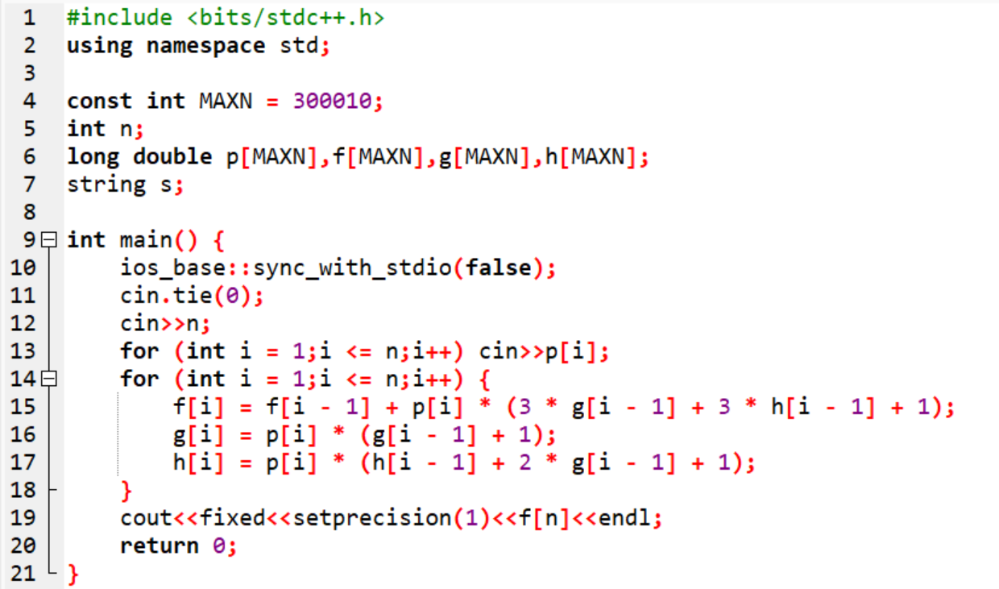 1 #include <bits/stdc++.h>
2 using namespace std;
3
4 const int MAXN = 300010;
5 int n;
6 long double p[MAXN],f[MAXN],g[MAXN],h[MAXN];
7 string s;
8
9 int main() {
10     ios_base::sync_with_stdio(false);
11     cin.tie(0);
12     cin>>n;
13     for (int i = 1;i <= n;i++) cin>>p[i];
14     for (int i = 1;i <= n;i++) {
15         f[i] = f[i - 1] + p[i] * (3 * g[i - 1] + 3 * h[i - 1] + 1);
16         g[i] = p[i] * (g[i - 1] + 1);
17         h[i] = p[i] * (h[i - 1] + 2 * g[i - 1] + 1);
18     }
19     cout<<fixed<<setprecision(1)<<f[n]<<endl;
20     return 0;
21 }